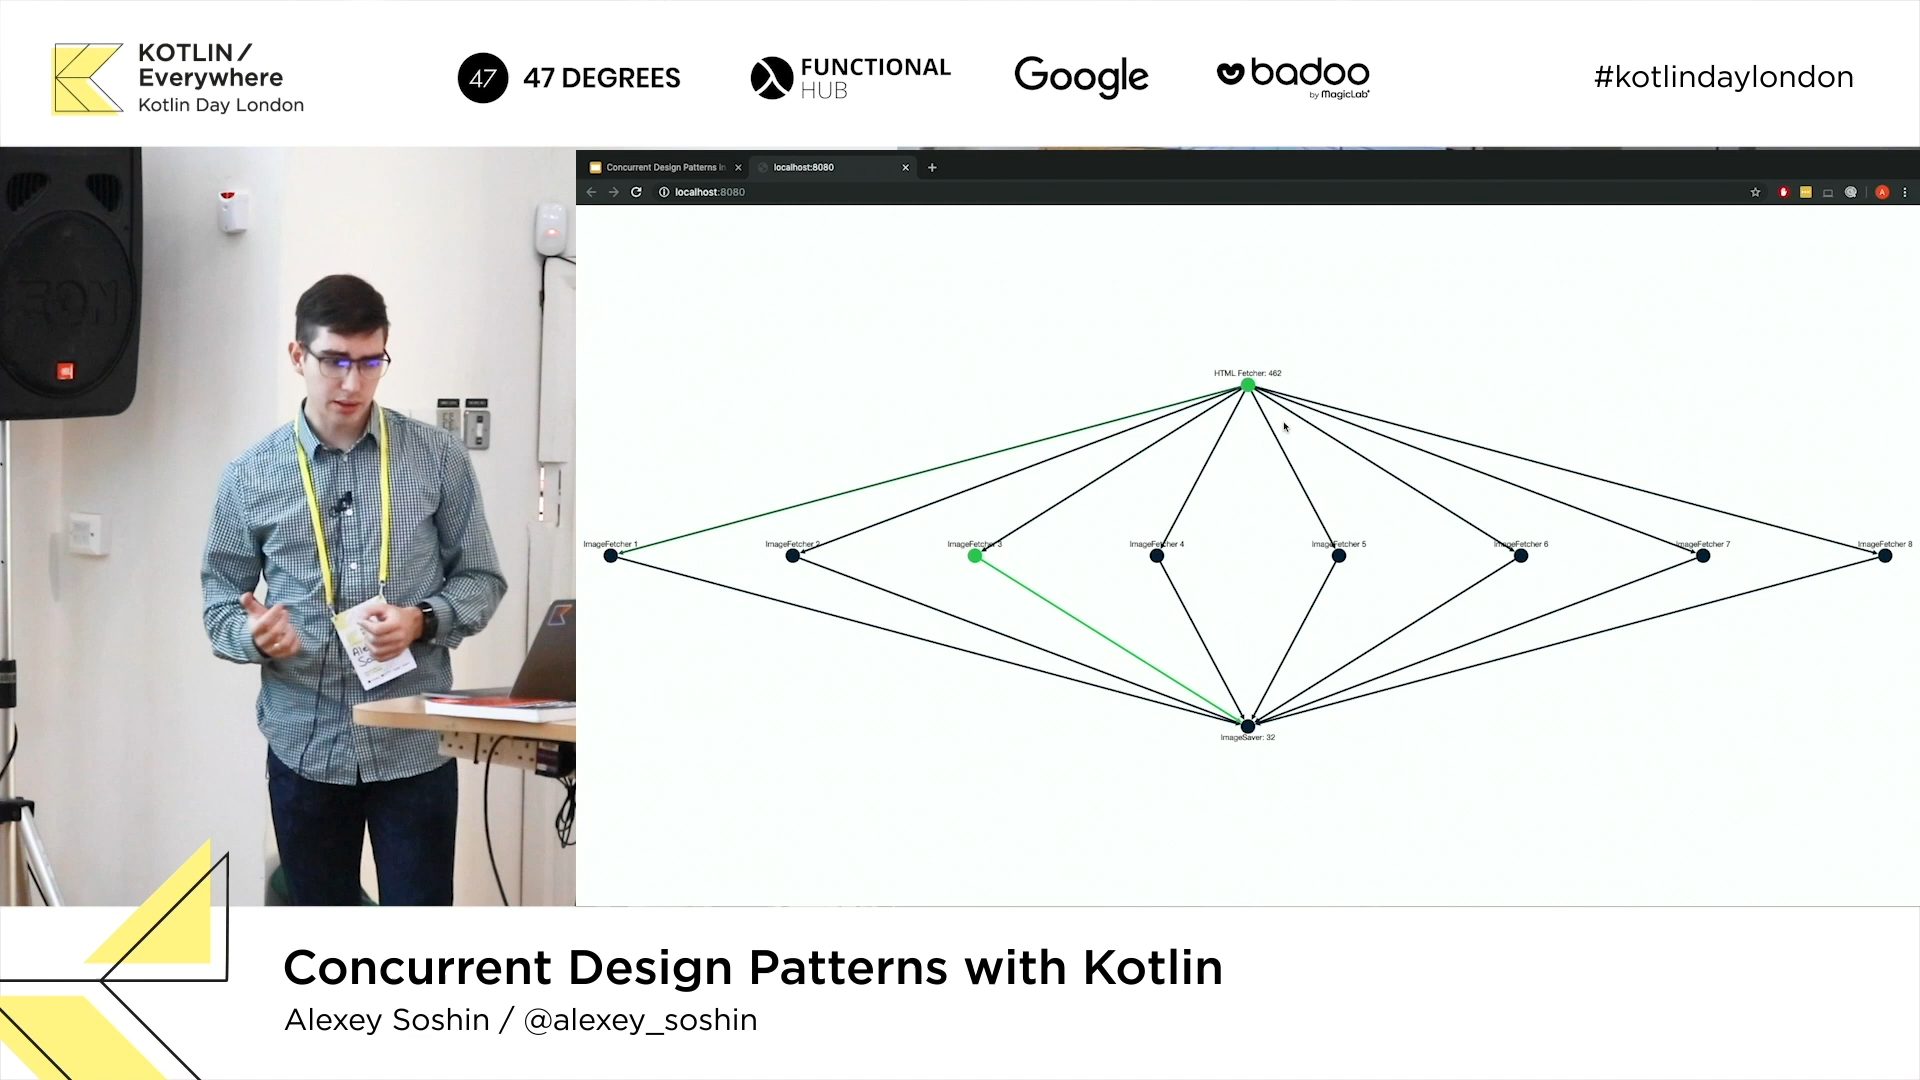 KOTLIN /
Everywhere
Kotlin Day London
47
47 DEGREES
FUNCTIONAL
HUB
Google
badoo
by MagicLab
#kotlindaylondon
Concurrent Design Patterns In
localhost:8080
localhost:8080
A
HTML Fetcher: 462
ImageFetcher 1
ImageFetcher 2
ImageFetcher 3
ImageFetcher 4
ImageFetcher 5
ImageFetcher 6
ImageFetcher 7
ImageFetcher 8
ImageSaver: 32
EON
Concurrent Design Patterns with Kotlin
Alexey Soshin / @alexey_soshin